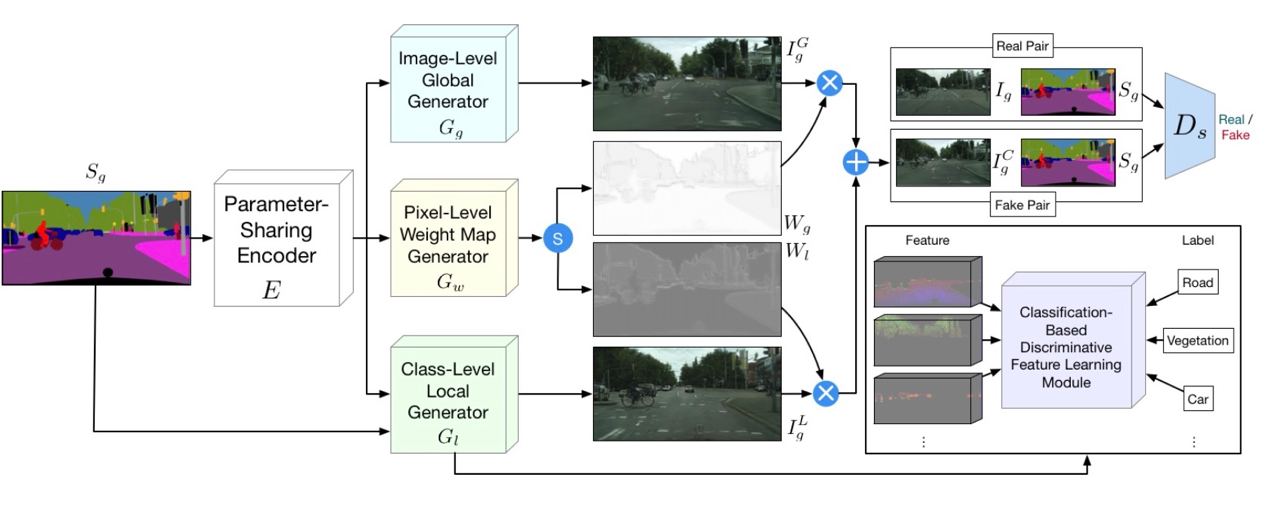 S_g
Parameter-
Sharing
Encoder
E
Image-Level
Global
Generator
G_g
Pixel-Level
Weight Map
Generator
G_w
Class-Level
Local
Generator
G_l
S
I_g^G
W_g
W_l
I_g^L
Real Pair
I_g
S_g
I_g^C
S_g
Fake Pair
D_s
Real /
Fake
Feature
Label
Classification-
Based
Discriminative
Feature Learning
Module
Road
Vegetation
Car